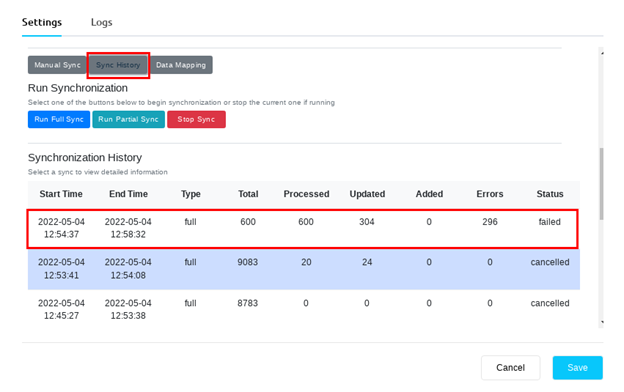 Settings Logs
Manual Sync Sync History Data Mapping
Run Synchronization
Select one of the buttons below to begin synchronization or stop the current one if running
Run Full Sync Run Partial Sync Stop Sync
Synchronization History
Select a sync to view detailed information
Start Time End Time Type Total Processed Updated Added Errors Status
2022-05-04 2022-05-04 full 600 600 304 0 296 failed
12:54:37 12:58:32
2022-05-04 2022-05-04 full 9083 20 24 0 0 cancelled
12:53:41 12:54:08
2022-05-04 2022-05-04 full 8783 0 0 0 0 cancelled
12:45:27 12:53:38
Cancel Save